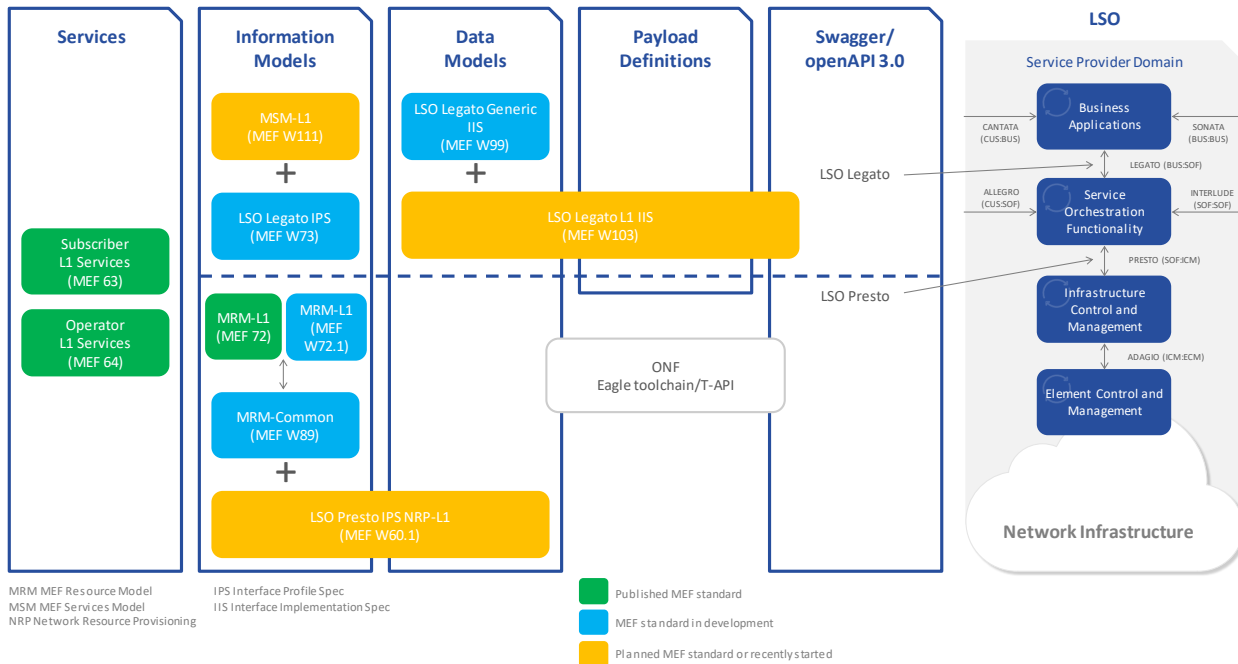 Services
Subscriber
L1 Services
(MEF 63)
Operator
L1 Services
(MEF 64)
Information
Models
MSM-L1
(MEF W111)
+
LSO Legato IPS
(MEF W73)
MRM-L1
(MEF 72)
MRM-L1
(MEF
W72.1)
MRM-Common
(MEF W89)
+
LSO Presto IPS NRP-L1
(MEF W60.1)
Data
Models
LSO Legato Generic
IIS
(MEF W99)
+
LSO Legato L1 IIS
(MEF W103)
Payload
Definitions
ONF
Eagle toolchain/T-API
Swagger/
openAPI 3.0
LSO Legato
LSO Presto
LSO
Service Provider Domain
Business
Applications
CANTATA
(CUS:BUS)
SONATA
(BUS:BUS)
LEGATO (BUS:SOF)
ALLEGRO
(CUS:SOF)
Service
Orchestration
Functionality
INTERLUDE
(SOF:SOF)
PRESTO (SOF:ICM)
Infrastructure
Control and
Management
ADAGIO (ICM:ECM)
Element Control and
Management
Network Infrastructure
MRM MEF Resource Model
MSM MEF Services Model
NRP Network Resource Provisioning
IPS Interface Profile Spec
IIS Interface Implementation Spec
Published MEF standard
MEF standard in development
Planned MEF standard or recently started